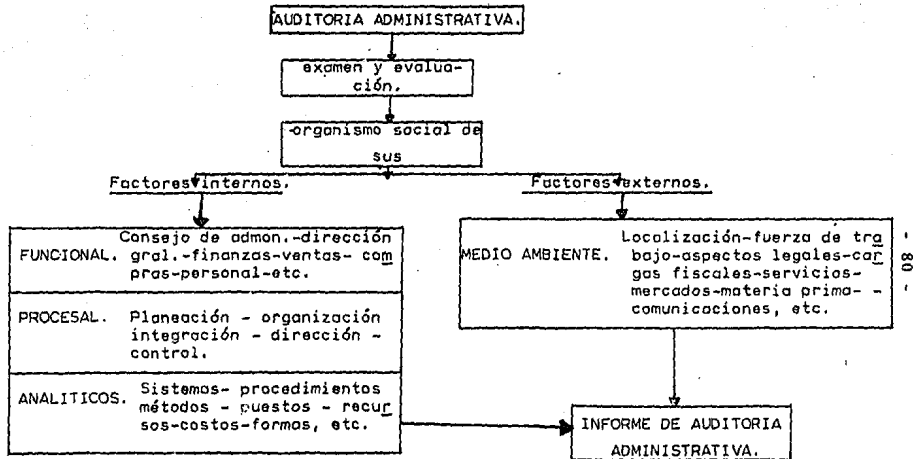 AUDITORIA ADMINISTRATIVA.
examen y evalua-
ción.
-organismo social de
sus
Factores internos.
Factores externos.
FUNCIONAL. Consejo de admon.-dirección
gral.-finanzas-ventas- com
pras-personal-etc.
PROCESAL. Planeación - organización
integración - dirección -
control.
ANALITICOS. Sistemas- procedimientos
métodos - puestos - recur
sos-costos-formas, etc.
MEDIO AMBIENTE. Localización-fuerza de tra
bajo-aspectos legales-car
gas fiscales-servicios-
mercados-materia prima- -
comunicaciones, etc.
INFORME DE AUDITORIA
ADMINISTRATIVA.
- 80 -